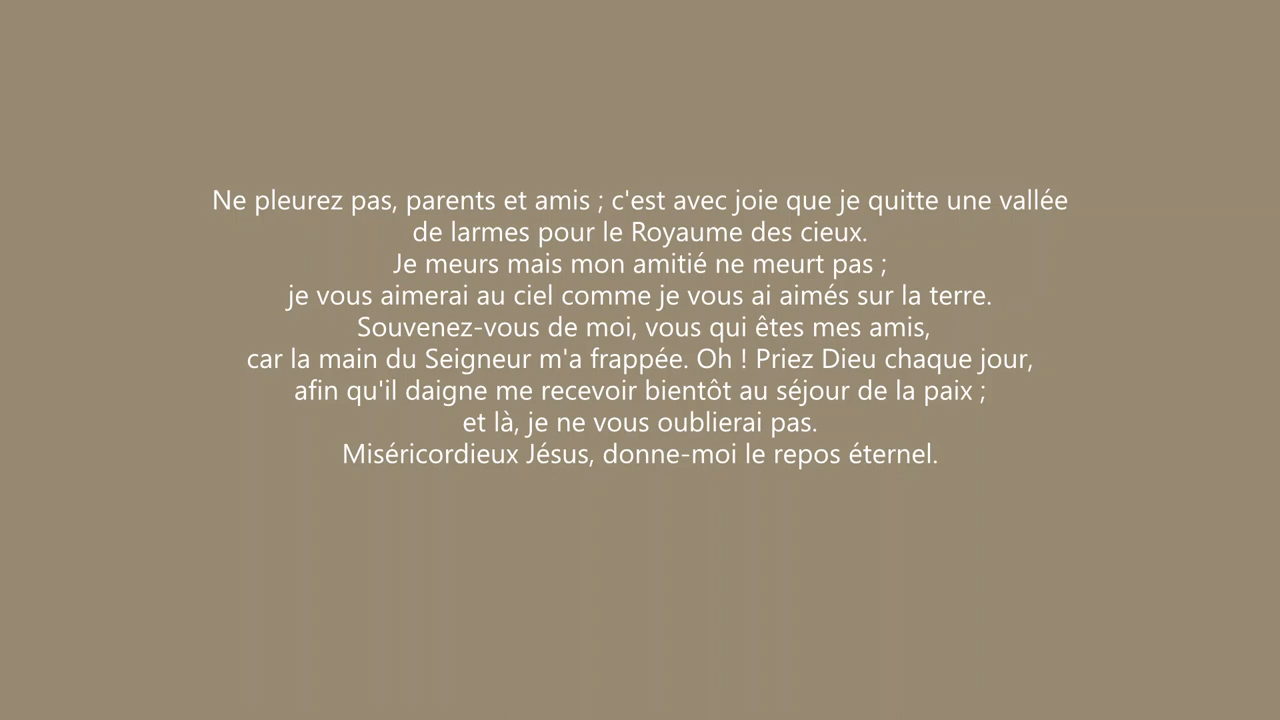 Ne pleurez pas, parents et amis ; c'est avec joie que je quitte une vallée
de larmes pour le Royaume des cieux.
Je meurs mais mon amitié ne meurt pas ;
je vous aimerai au ciel comme je vous ai aimés sur la terre.
Souvenez-vous de moi, vous qui êtes mes amis,
car la main du Seigneur m'a frappée. Oh ! Priez Dieu chaque jour,
afin qu'il daigne me recevoir bientôt au séjour de la paix ;
et là, je ne vous oublierai pas.
Miséricordieux Jésus, donne-moi le repos éternel.